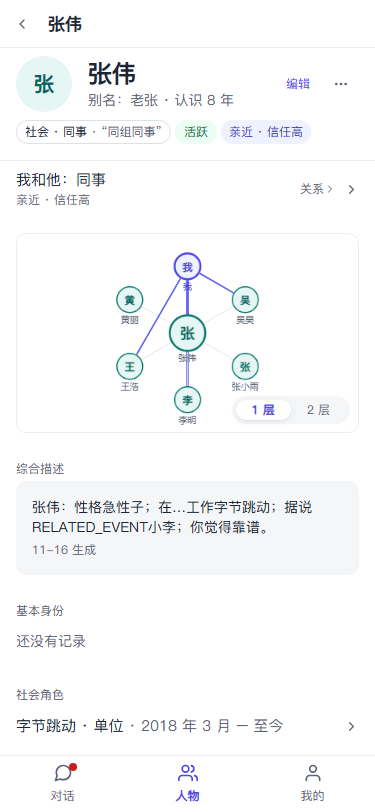 张伟
张
张伟
别名：老张 · 认识 8 年
编辑
社会 · 同事 · “同组同事”
活跃
亲近 · 信任高
我和他：同事
亲近 · 信任高
关系
我
我
黄
黄丽
吴
吴昊
张
张伟
王
王浩
张
张小雨
李
李明
1 层
2 层
综合描述
张伟：性格急性子；在…工作字节跳动；据说
RELATED_EVENT小李；你觉得靠谱。
11-16 生成
基本身份
还没有记录
社会角色
字节跳动 · 单位 · 2018 年 3 月 — 至今
对话
人物
我的